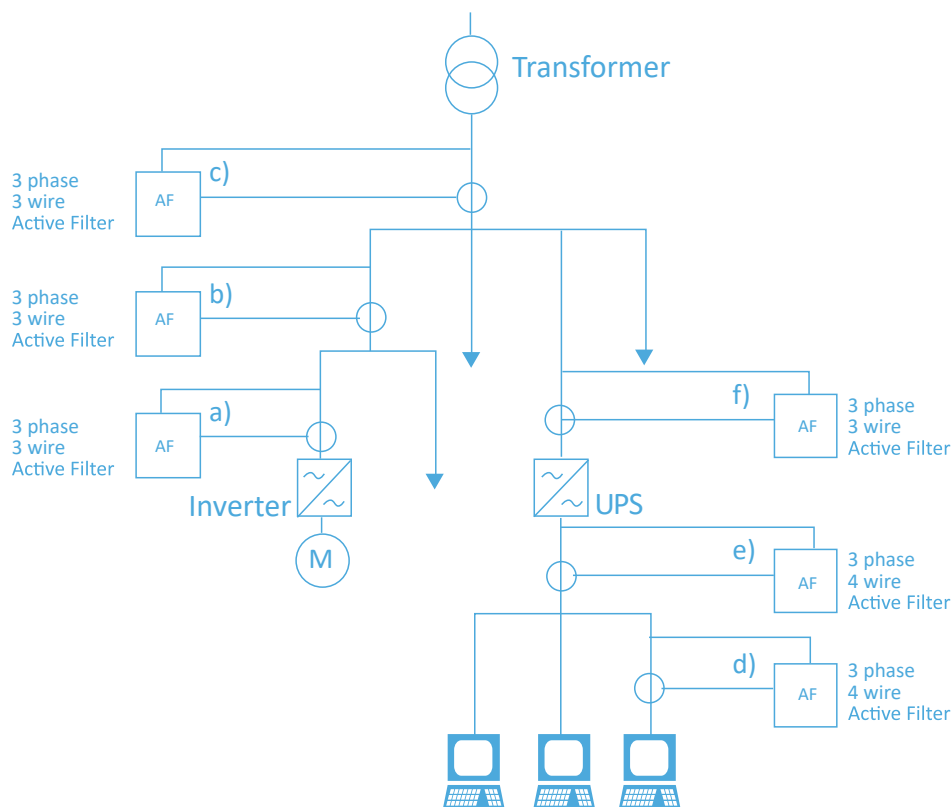 Transformer
3 phase
3 wire
Active Filter
AF
c)
3 phase
3 wire
Active Filter
AF
b)
3 phase
3 wire
Active Filter
AF
a)
Inverter
M
f)
AF
3 phase
3 wire
Active Filter
UPS
e)
AF
3 phase
4 wire
Active Filter
d)
AF
3 phase
4 wire
Active Filter